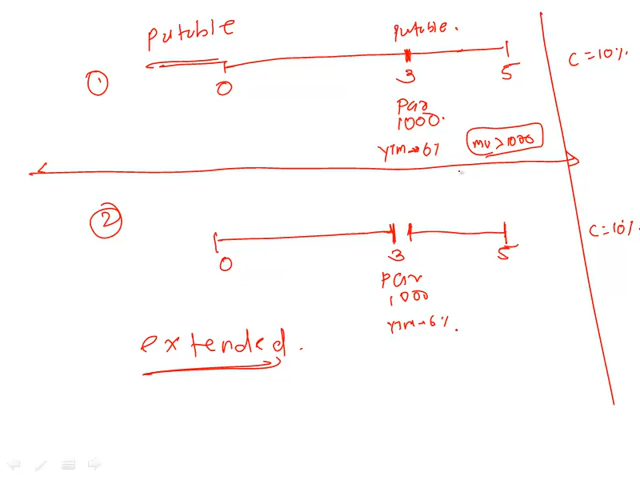 Putable
putable.
C=10%
①
0
3
5
Par
1000.
YTM→6%
mv>1000
②
C=10%
0
3
5
Par
1000
YTM→6%.
extended.